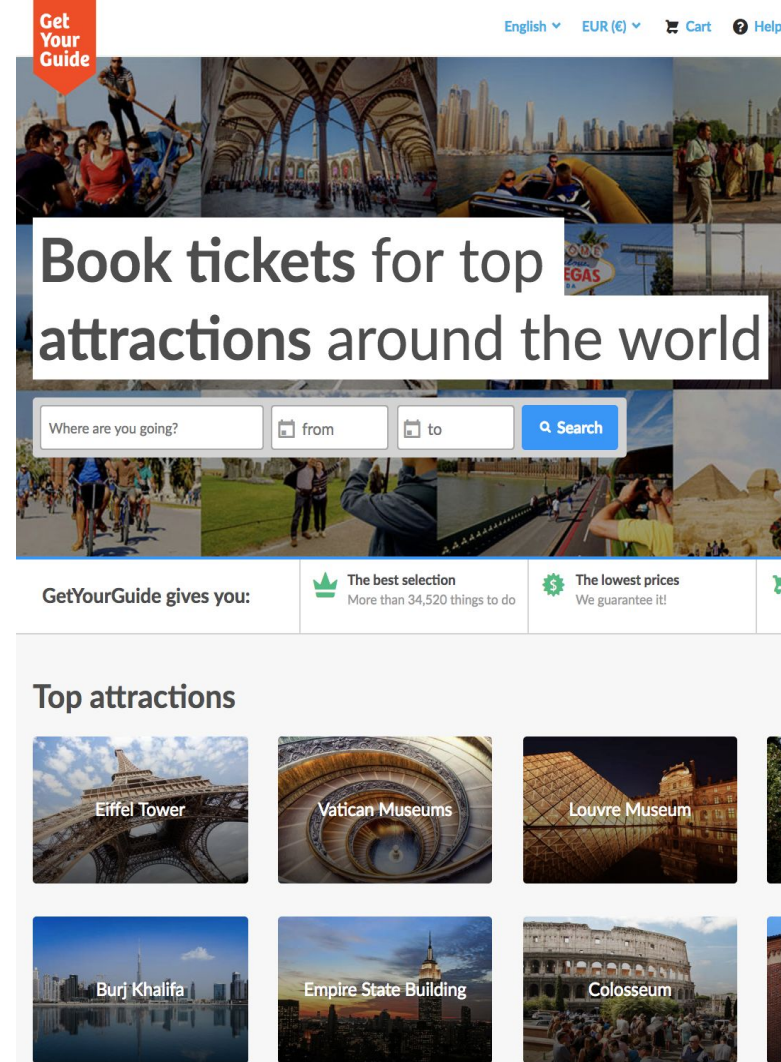 Get
Your
Guide
English EUR (€) Cart Help
Book tickets for top
attractions around the world
VEGAS
Where are you going? from to Search
GetYourGuide gives you:
The best selection
More than 34,520 things to do
The lowest prices
We guarantee it!
Top attractions
Eiffel Tower Vatican Museums Louvre Museum
Burj Khalifa Empire State Building Colosseum